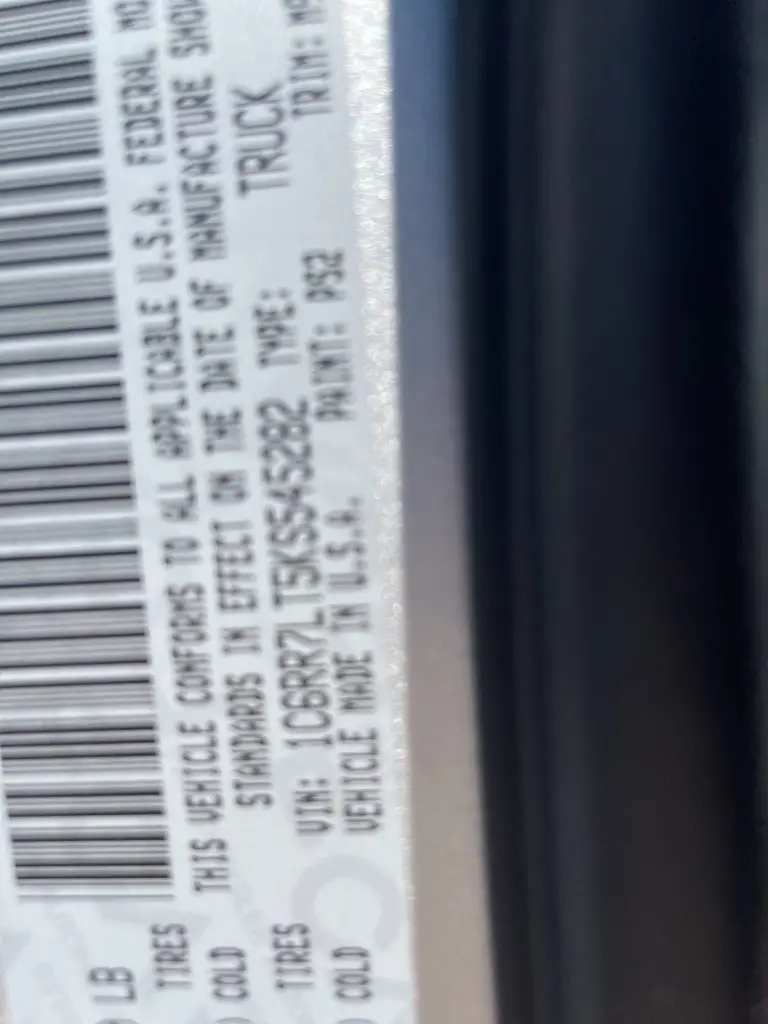 LB
TIRES
COLD
TIRES
COLD
THIS VEHICLE CONFORMS TO ALL APPLICABLE U.S.A. FEDERAL
STANDARDS IN EFFECT ON THE DATE OF MANUFACTURE
VIN: 1C6RR7LT5KS545282 TYPE: TRUCK
VEHICLE MADE IN U.S.A. PAINT: PS2 TRIM: